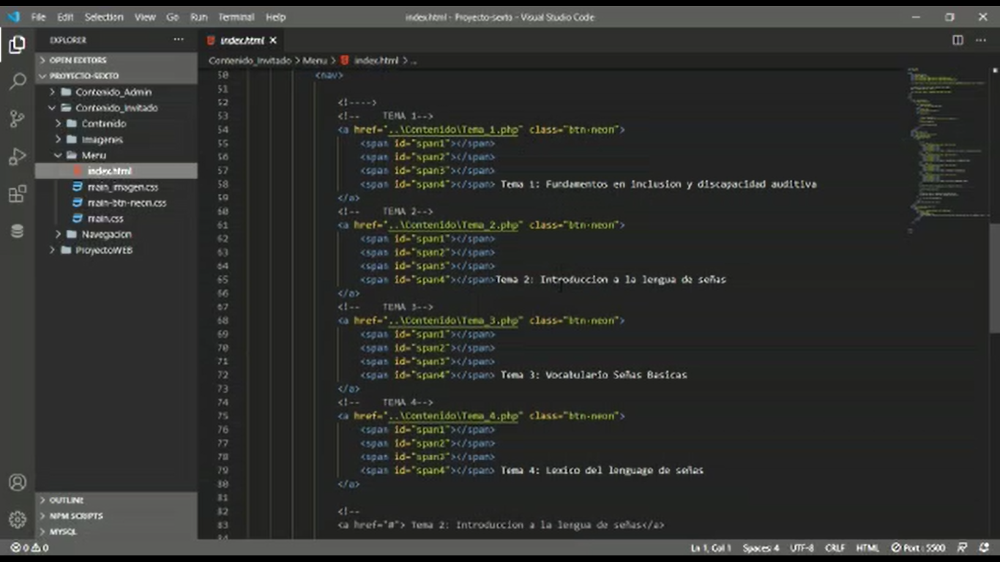 File Edit Selection View Go Run Terminal Help
index.html - Proyecto-sexto - Visual Studio Code
EXPLORER
OPEN EDITORS
PROYECTO-SEXTO
Contenido_Admin
Contenido_Invitado
Contenido
Imagenes
Menu
index.html
main_imagen.css
main-btn-neon.css
main.css
Navegacion
ProyectoWEB
OUTLINE
NPM SCRIPTS
MYSQL
index.html
Contenido_Invitado > Menu > index.html > ...
50 <nav>
51
52 <!---->
53 <!-- TEMA 1-->
54 <a href="..\Contenido\Tema_1.php" class="btn-neon">
55 <span id="span1"></span>
56 <span id="span2"></span>
57 <span id="span3"></span>
58 <span id="span4"></span> Tema 1: Fundamentos en inclusion y discapacidad auditiva
59 </a>
60 <!-- TEMA 2-->
61 <a href="..\Contenido\Tema_2.php" class="btn-neon">
62 <span id="span1"></span>
63 <span id="span2"></span>
64 <span id="span3"></span>
65 <span id="span4"></span>Tema 2: Introduccion a la lengua de señas
66 </a>
67 <!-- TEMA 3-->
68 <a href="..\Contenido\Tema_3.php" class="btn-neon">
69 <span id="span1"></span>
70 <span id="span2"></span>
71 <span id="span3"></span>
72 <span id="span4"></span> Tema 3: Vocabulario Señas Basicas
73 </a>
74 <!-- TEMA 4-->
75 <a href="..\Contenido\Tema_4.php" class="btn-neon">
76 <span id="span1"></span>
77 <span id="span2"></span>
78 <span id="span3"></span>
79 <span id="span4"></span> Tema 4: Lexico del lenguage de señas
80 </a>
81
82 <!--
83 <a href="#"> Tema 2: Introduccion a la lengua de señas</a>
0 0
Ln 1, Col 1 Spaces: 4 UTF-8 CRLF HTML Port : 5500